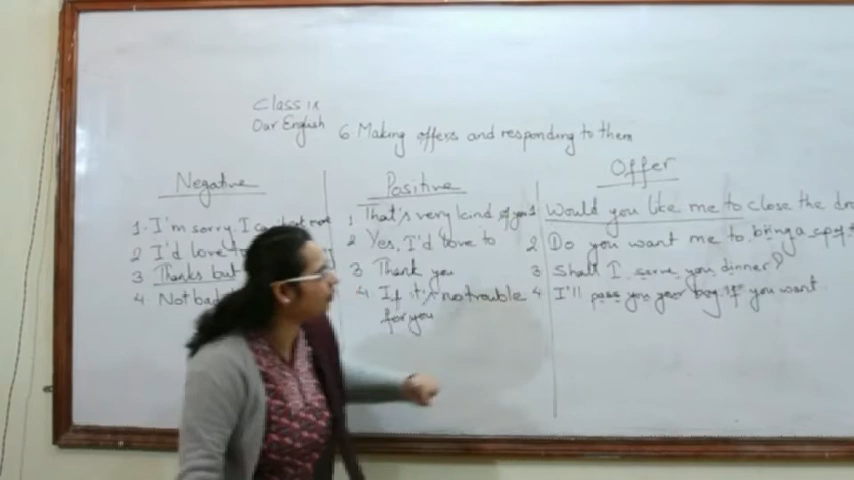 Class IX
Our English
6 Making offers and responding to them
Negative
1. I'm sorry, I
2 I'd love
3 Thanks but
4 Not bad
Positive
1 That's very kind of you
2 Yes, I'd love to
3 Thank you
4. If it's no trouble
for you
Offer
1 Would you like me to close the
2 Do you want me to bring a
3 Shall I serve you dinner?
4 I'll pass you your bag if you want